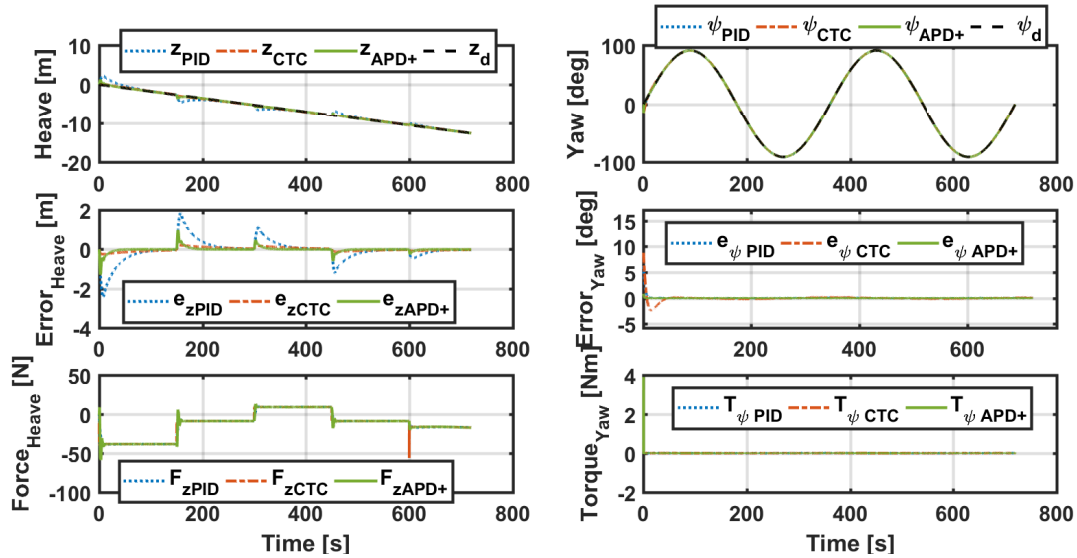 z_PID z_CTC z_APD+ z_d
Heave [m]
10
0
-10
-20
0 200 400 600 800
ψ_PID ψ_CTC ψ_APD+ ψ_d
Yaw [deg]
100
0
-100
0 200 400 600 800
Error_Heave [m]
2
0
-2
-4
e_zPID e_zCTC e_zAPD+
0 200 400 600 800
Error_Yaw [deg]
15
10
5
0
-5
e_ψ PID e_ψ CTC e_ψ APD+
0 200 400 600
Force_Heave [N]
50
0
-50
-100
F_zPID F_zCTC F_zAPD+
0 200 400 600 800
Time [s]
Torque_Yaw [Nm]
4
2
0
-2
T_ψ PID T_ψ CTC T_ψ APD+
0 200 400 600 800
Time [s]